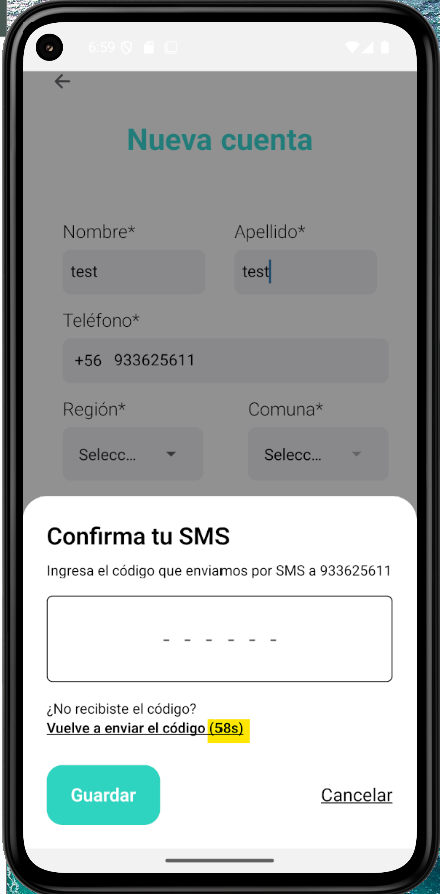 6:59
Nueva cuenta
Nombre* Apellido*
test test
Teléfono*
+56 933625611
Región* Comuna*
Selecc... Selecc...
Confirma tu SMS
Ingresa el código que enviamos por SMS a 933625611
- - - - - -
¿No recibiste el código?
Vuelve a enviar el código (58s)
Guardar Cancelar